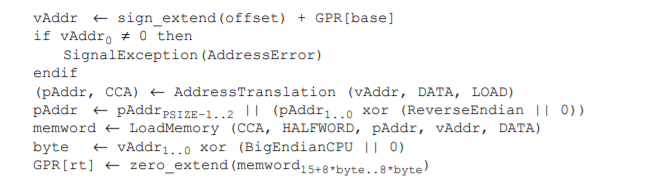 vAddr ← sign_extend(offset) + GPR[base]
if vAddr₀ ≠ 0 then
SignalException(AddressError)
endif
(pAddr, CCA) ← AddressTranslation (vAddr, DATA, LOAD)
pAddr ← pAddrPSIZE-1..2 || (pAddr1..0 xor (ReverseEndian || 0))
memword ← LoadMemory (CCA, HALFWORD, pAddr, vAddr, DATA)
byte ← vAddr1..0 xor (BigEndianCPU || 0)
GPR[rt] ← zero_extend(memword15+8*byte..8*byte)